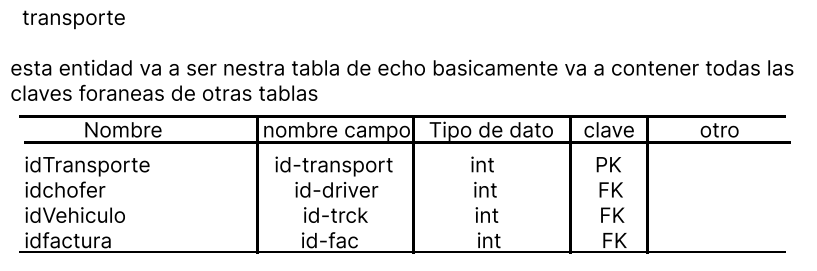 transporte
esta entidad va a ser nestra tabla de echo basicamente va a contener todas las
claves foraneas de otras tablas
Nombre nombre campo Tipo de dato clave otro
idTransporte id-transport int PK
idchofer id-driver int FK
idVehiculo id-trck int FK
idfactura id-fac int FK